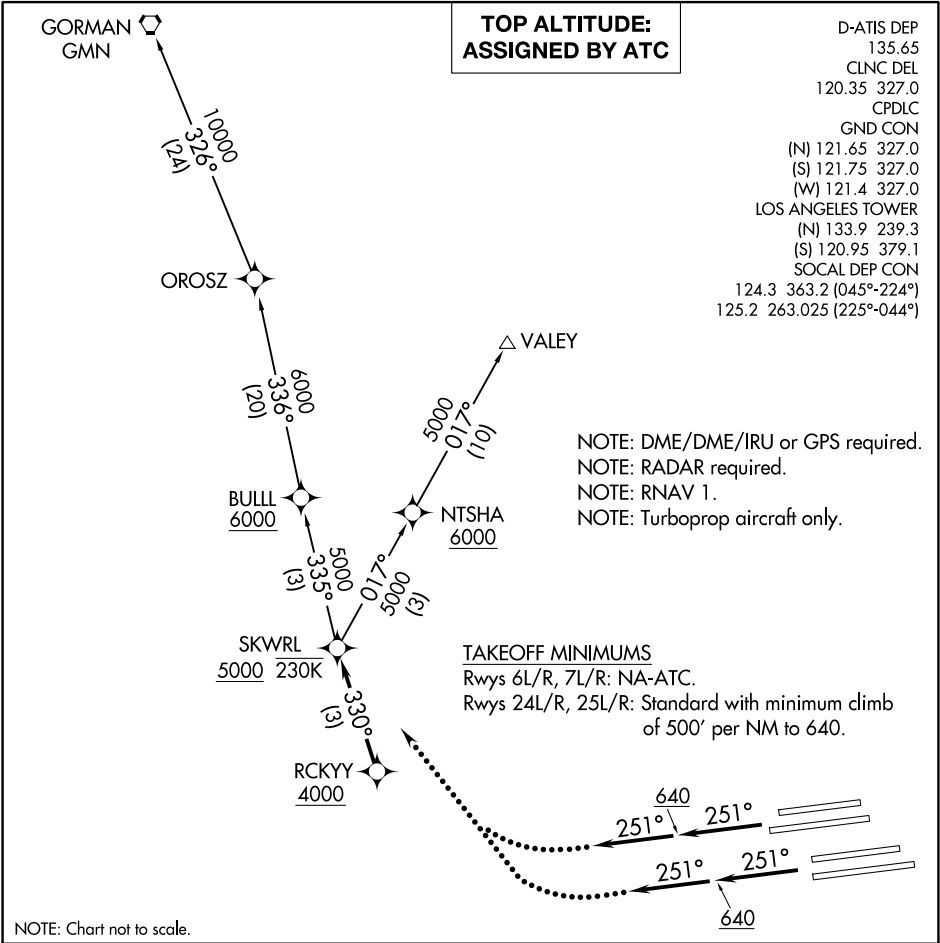 GORMAN
GMN
TOP ALTITUDE:
ASSIGNED BY ATC
D-ATIS DEP
135.65
CLNC DEL
120.35 327.0
CPDLC
GND CON
(N) 121.65 327.0
(S) 121.75 327.0
(W) 121.4 327.0
LOS ANGELES TOWER
(N) 133.9 239.3
(S) 120.95 379.1
SOCAL DEP CON
124.3 363.2 (045°-224°)
125.2 263.025 (225°-044°)
10000
326°
(24)
OROSZ
VALEY
6000
336°
(20)
5000
017°
(10)
NOTE: DME/DME/IRU or GPS required.
NOTE: RADAR required.
NOTE: RNAV 1.
NOTE: Turboprop aircraft only.
BULLL
6000
NTSHA
6000
5000
335°
(3)
017°
5000
(3)
SKWRL
5000 230K
TAKEOFF MINIMUMS
Rwys 6L/R, 7L/R: NA-ATC.
Rwys 24L/R, 25L/R: Standard with minimum climb
of 500' per NM to 640.
330°
(3)
RCKYY
4000
640
251°
251°
251°
251°
640
NOTE: Chart not to scale.